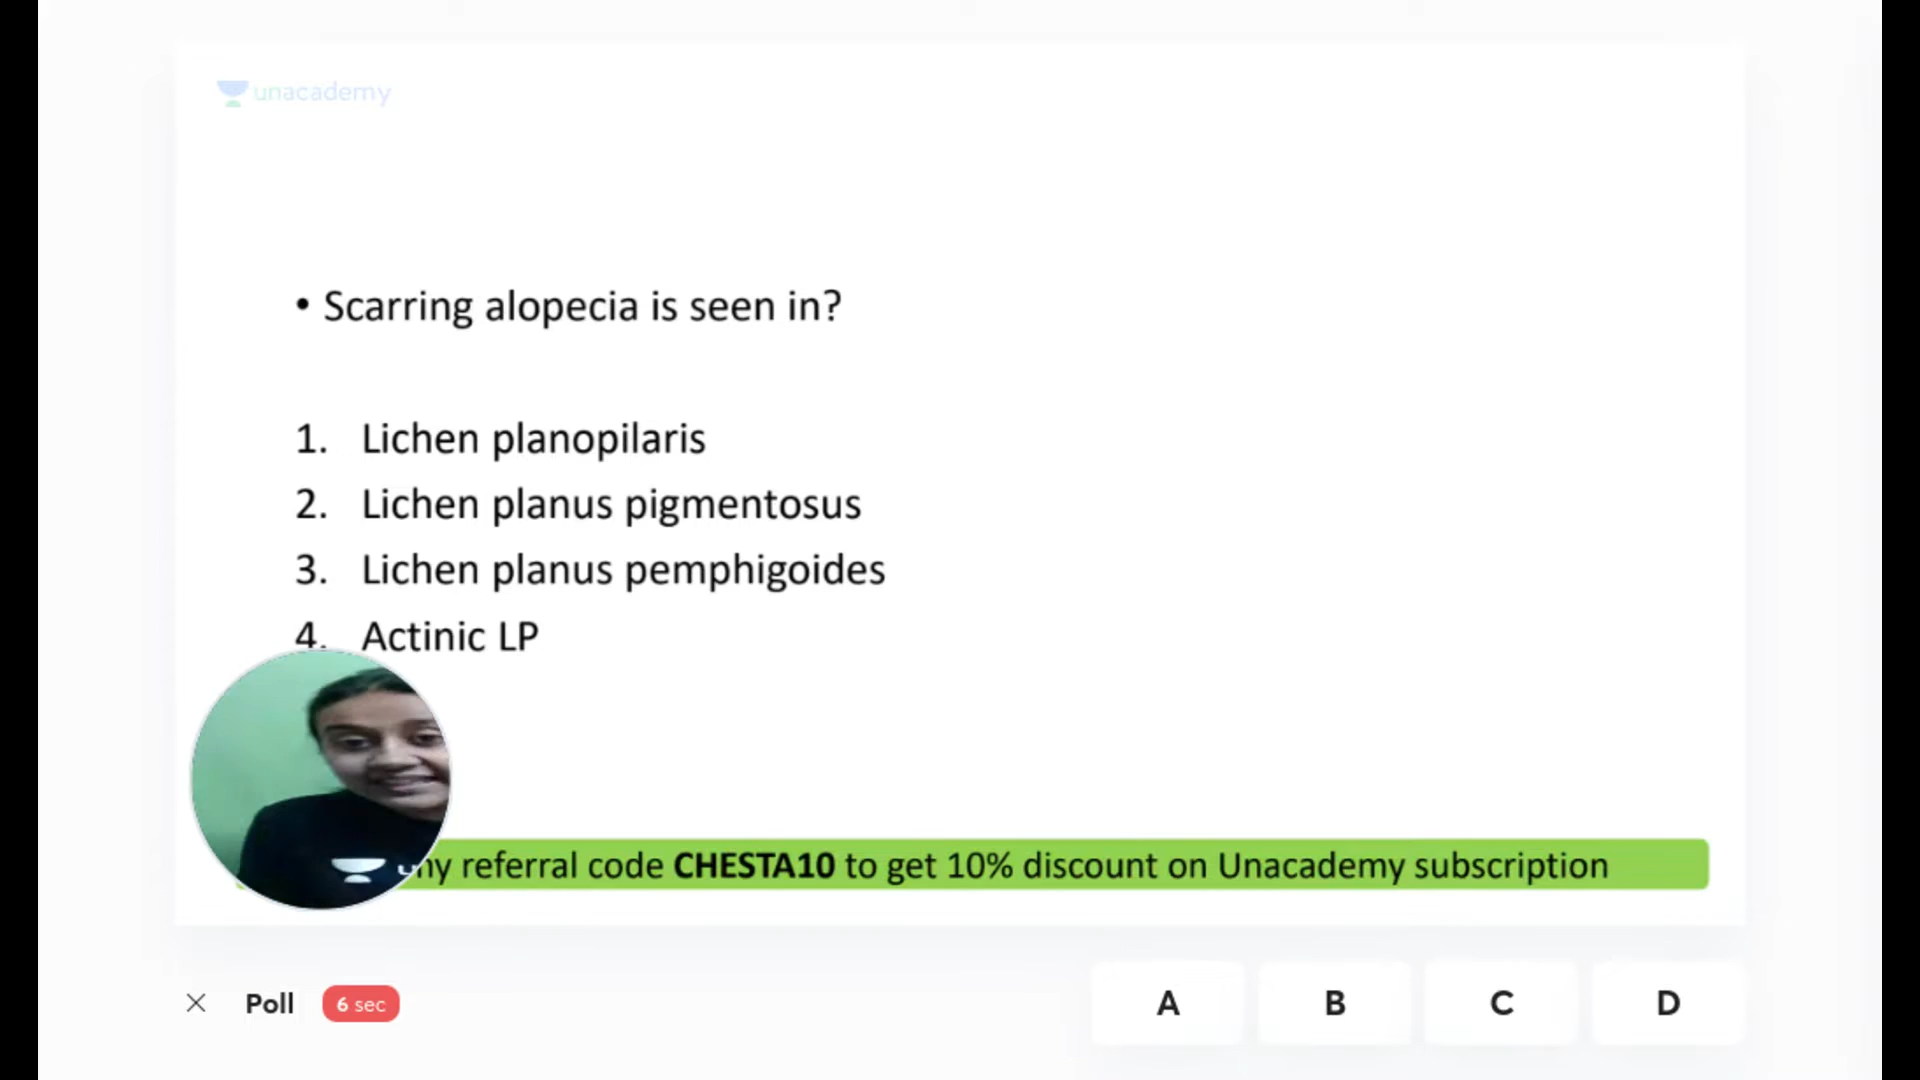 unacademy
• Scarring alopecia is seen in?
1. Lichen planopilaris
2. Lichen planus pigmentosus
3. Lichen planus pemphigoides
4. Actinic LP
my referral code CHESTA10 to get 10% discount on Unacademy subscription
Poll 6 sec A B C D